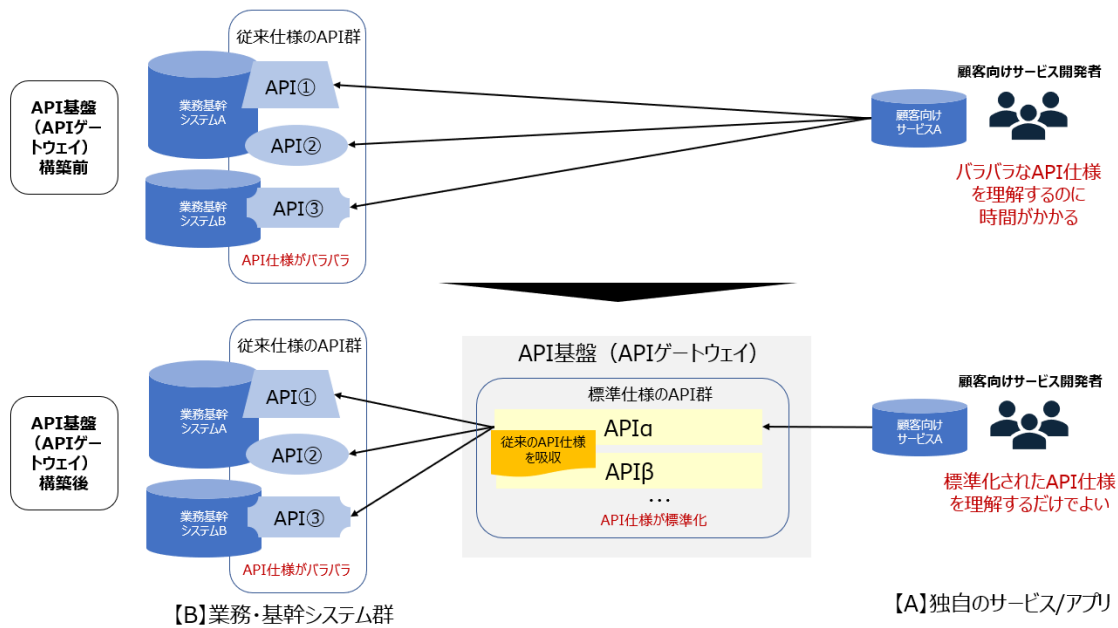 従来仕様のAPI群
API基盤
（APIゲー
トウェイ）
構築前
業務基幹
システムA
API①
API②
業務基幹
システムB
API③
API仕様がバラバラ
顧客向けサービス開発者
顧客向け
サービスA
バラバラなAPI仕様
を理解するのに
時間がかかる
従来仕様のAPI群
API基盤
（APIゲー
トウェイ）
構築後
業務基幹
システムA
API①
API②
業務基幹
システムB
API③
API仕様がバラバラ
API基盤（APIゲートウェイ）
標準仕様のAPI群
APIα
従来のAPI仕様
を吸収
APIβ
…
API仕様が標準化
顧客向けサービス開発者
顧客向け
サービスA
標準化されたAPI仕様
を理解するだけでよい
【B】業務・基幹システム群
【A】独自のサービス/アプリ